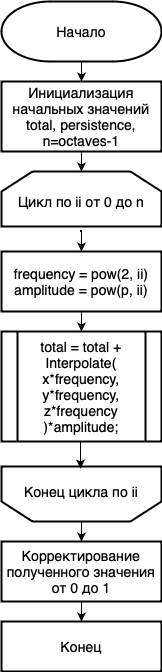 Начало
Инициализация
начальных значений
total, persistence,
n=octaves-1
Цикл по ii от 0 до n
frequency = pow(2, ii)
amplitude = pow(p, ii)
total = total +
Interpolate(
x*frequency,
y*frequency,
z*frequency
)*amplitude;
Конец цикла по ii
Корректирование
полученного значения
от 0 до 1
Конец